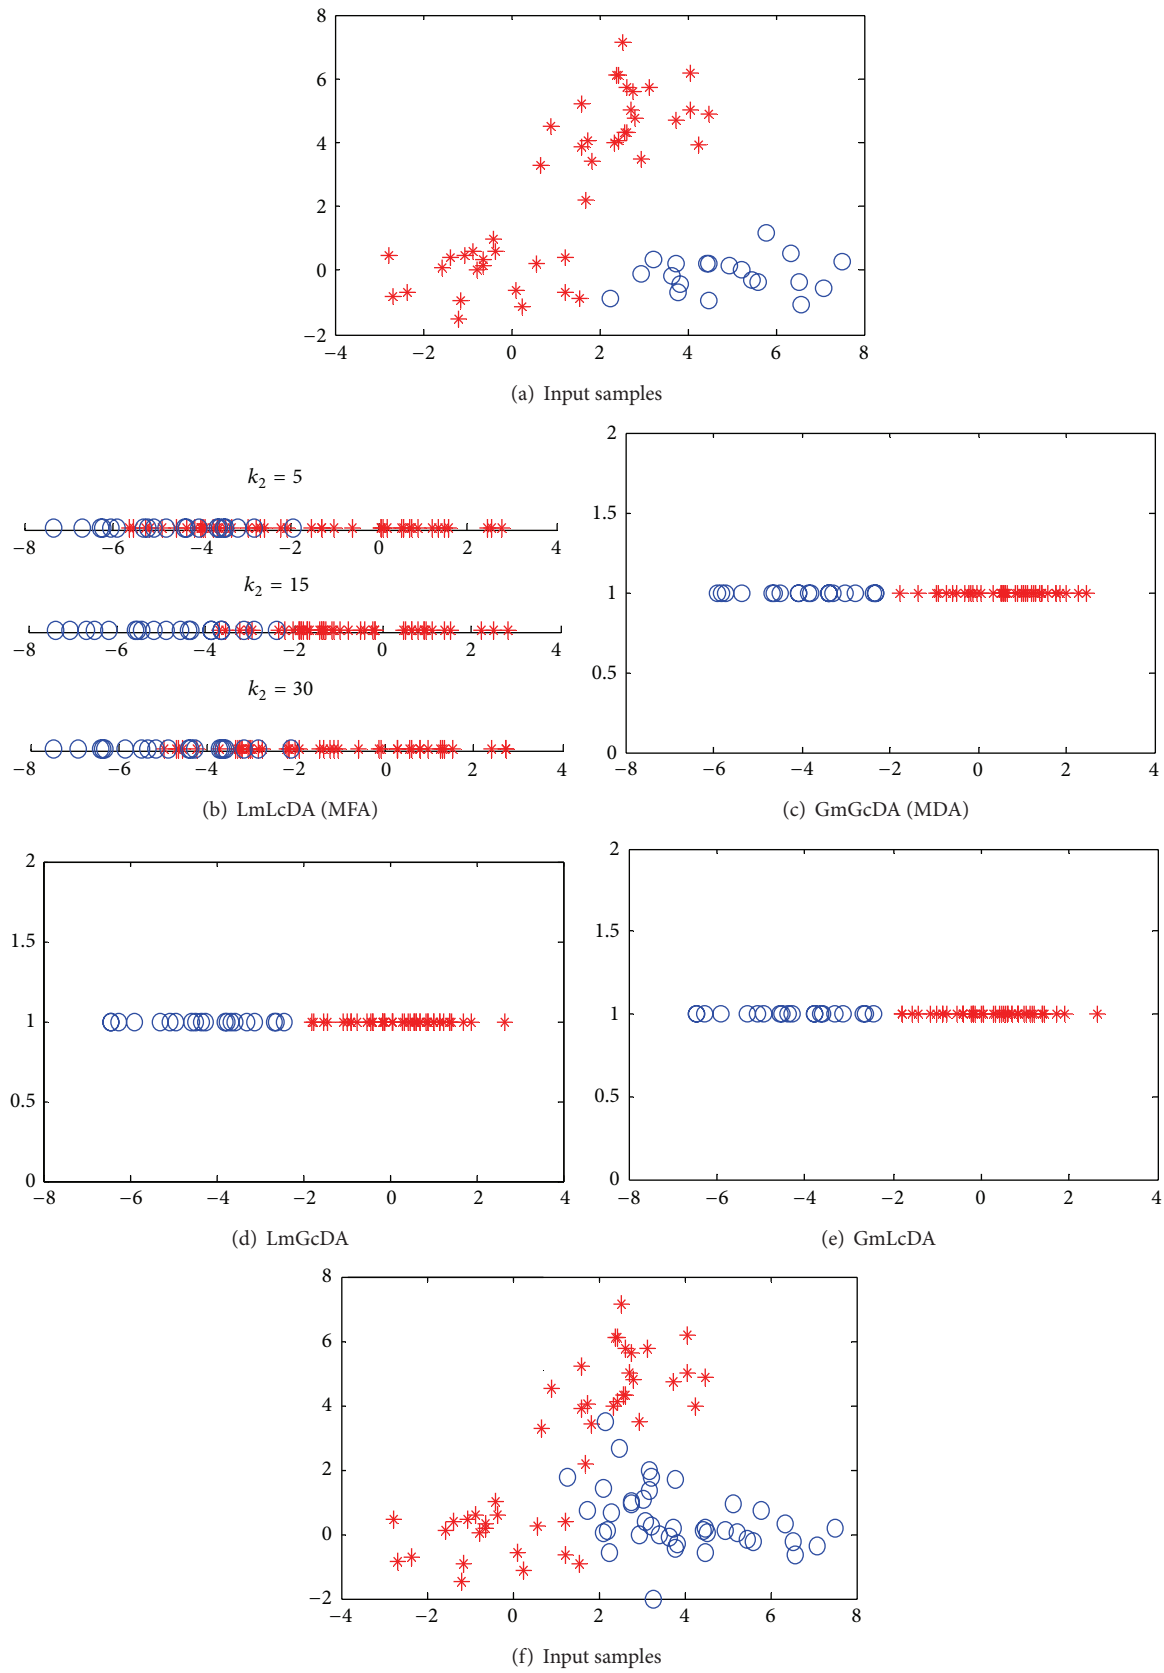 8
6
4
2
0
−2
−4 −2 0 2 4 6 8
(a) Input samples
k₂ = 5
−8 −6 −4 −2 0 2 4
k₂ = 15
−8 −6 −4 −2 0 2 4
k₂ = 30
−8 −6 −4 −2 0 2 4
(b) LmLcDA (MFA)
2
1.5
1
0.5
0
−8 −6 −4 −2 0 2 4
(c) GmGcDA (MDA)
2
1.5
1
0.5
0
−8 −6 −4 −2 0 2 4
(d) LmGcDA
2
1.5
1
0.5
0
−8 −6 −4 −2 0 2 4
(e) GmLcDA
8
6
4
2
0
−2
−4 −2 0 2 4 6 8
(f) Input samples